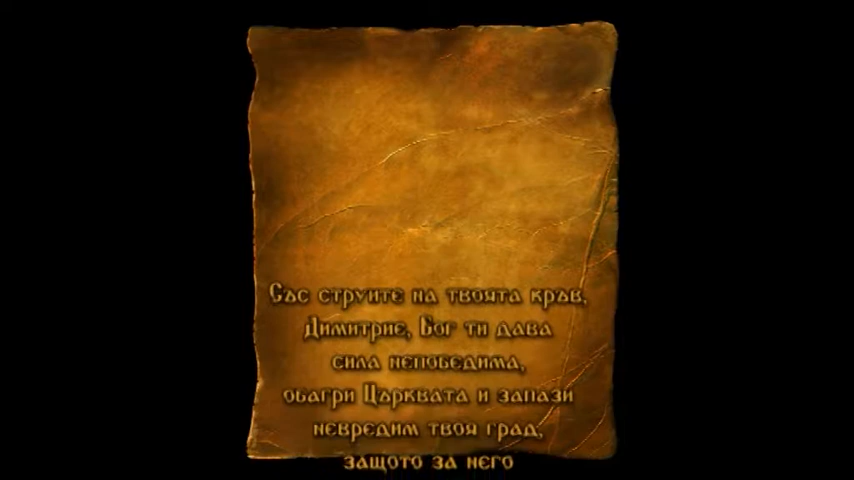 Със струите на твоята кръв,
Димитрие, Бог ти дава
сила непобедима,
обагри Църквата и запази
невредим твоя град,
защото за него